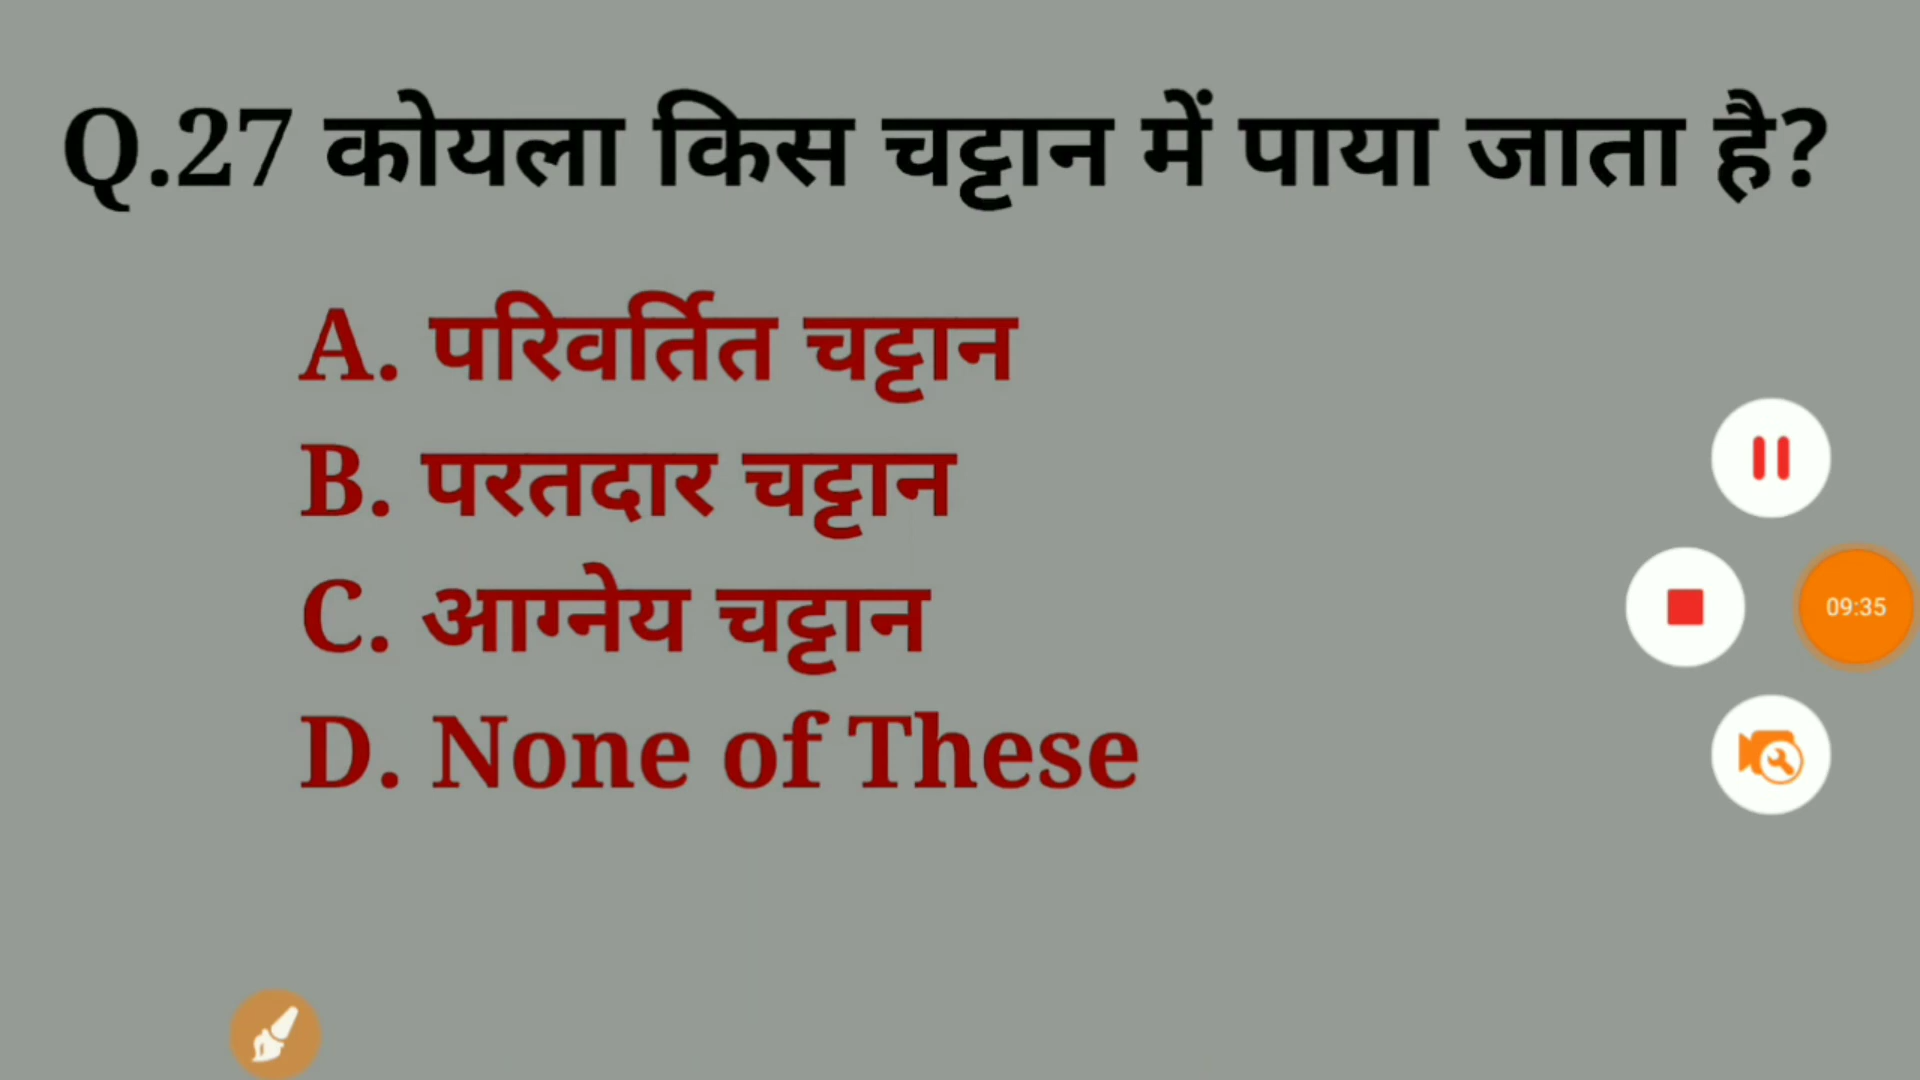 Q.27 कोयला किस चट्टान में पाया जाता है?
A. परिवर्तित चट्टान
B. परतदार चट्टान
C. आग्नेय चट्टान
D. None of These
09:35